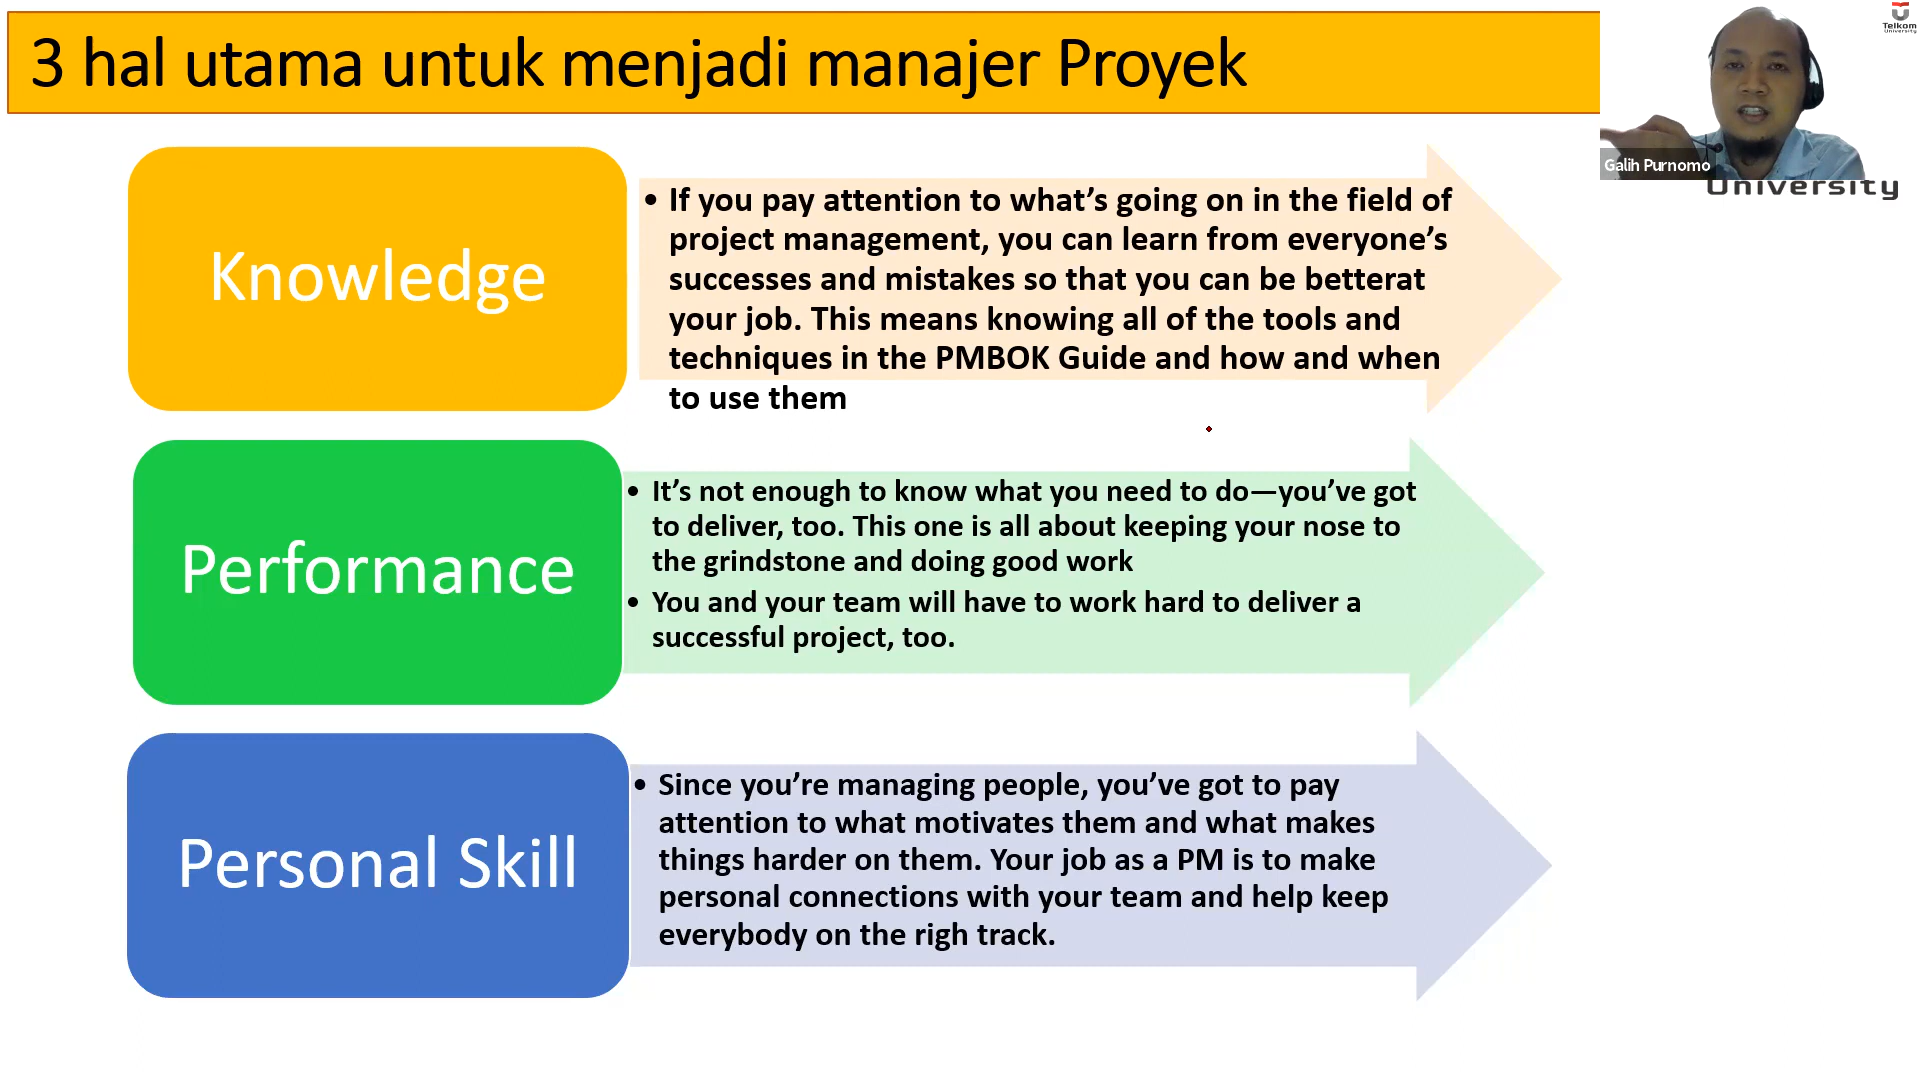 3 hal utama untuk menjadi manajer Proyek
Telkom
University
Galih Purnomo
University
Knowledge
• If you pay attention to what’s going on in the field of
project management, you can learn from everyone’s
successes and mistakes so that you can be betterat
your job. This means knowing all of the tools and
techniques in the PMBOK Guide and how and when
to use them
Performance
• It’s not enough to know what you need to do—you’ve got
to deliver, too. This one is all about keeping your nose to
the grindstone and doing good work
• You and your team will have to work hard to deliver a
successful project, too.
Personal Skill
• Since you’re managing people, you’ve got to pay
attention to what motivates them and what makes
things harder on them. Your job as a PM is to make
personal connections with your team and help keep
everybody on the righ track.